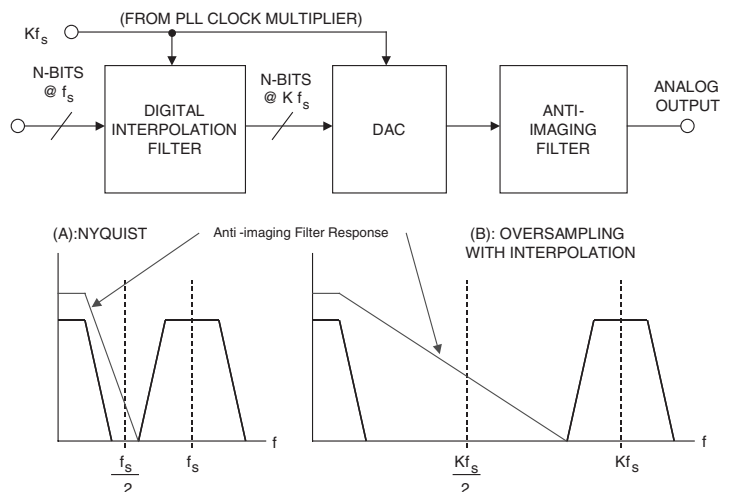 (FROM PLL CLOCK MULTIPLIER)
Kfs
N-BITS
@ fs
DIGITAL
INTERPOLATION
FILTER
N-BITS
@ K fs
DAC
ANTI-
IMAGING
FILTER
ANALOG
OUTPUT
(A):NYQUIST
Anti -imaging Filter Response
(B): OVERSAMPLING
WITH INTERPOLATION
f
fs
2
fs
f
Kfs
2
Kfs